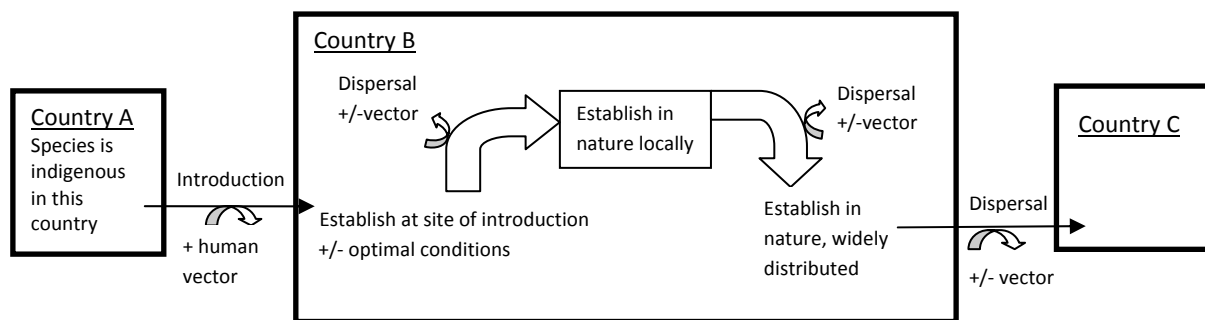 Country A
Species is
indigenous
in this
country
Introduction
+ human
vector
Country B
Dispersal
+/-vector
Establish at site of introduction
+/- optimal conditions
Establish in
nature locally
Dispersal
+/-vector
Establish in
nature, widely
distributed
Dispersal
+/- vector
Country C